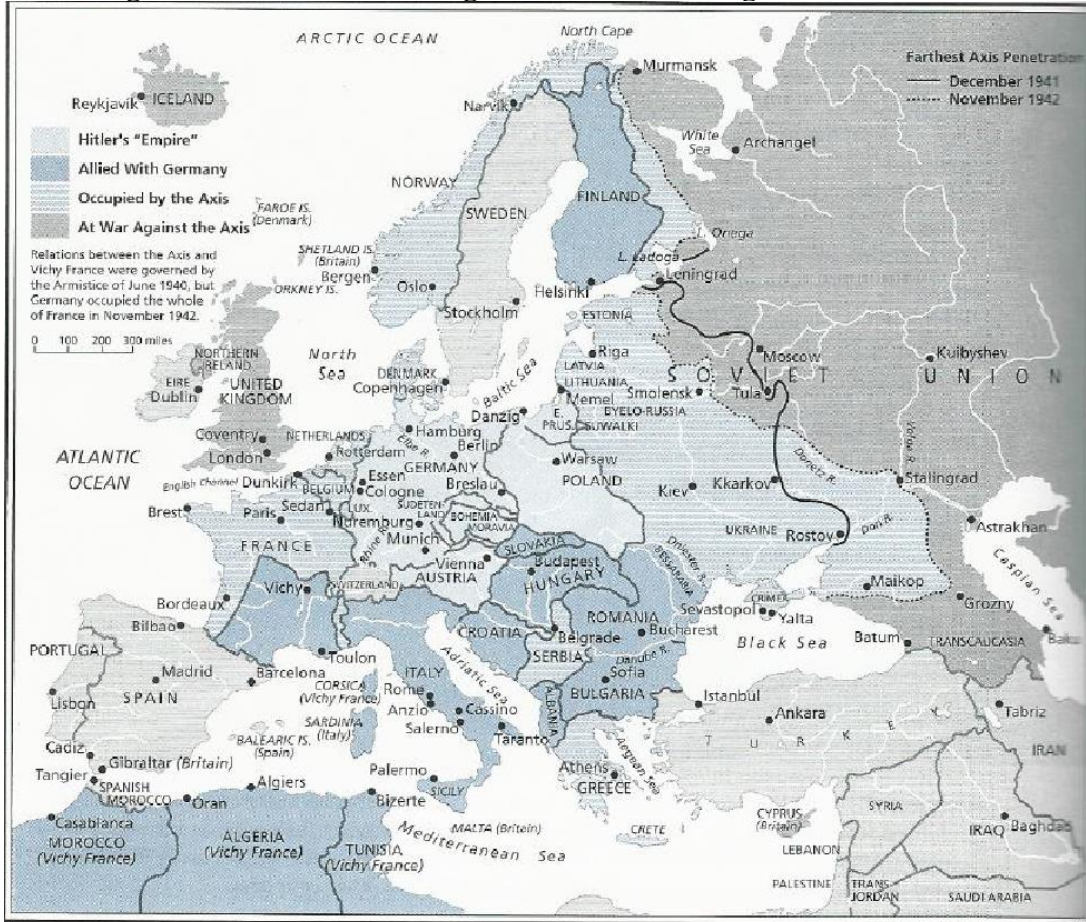 ARCTIC OCEAN
North Cape
Farthest Axis Penetration
December 1941
November 1942
Murmansk
Reykjavík
ICELAND
Narvik
White
Sea
Archangel
Hitler's "Empire"
Allied With Germany
Occupied by the Axis
At War Against the Axis
Relations between the Axis and
Vichy France were governed by
the Armistice of June 1940, but
Germany occupied the whole
of France in November 1942.
0 50 100 200 300 miles
FAROE IS.
(Denmark)
NORWAY
SWEDEN
FINLAND
L. Onega
L. Ladoga
SHETLAND IS.
(Britain)
Bergen
ORKNEY IS.
Oslo
Helsinki
Leningrad
Stockholm
ESTONIA
North
Sea
NORTHERN
IRELAND
EIRE
Dublin
UNITED
KINGDOM
DENMARK
Copenhagen
Baltic Sea
Riga
LATVIA
LITHUANIA
Memel
Moscow
Kuibyshev
SOVIET UNION
Smolensk
Tula
BYELO-RUSSIA
Danzig
E.
PRUS.
SUWALKI
Coventry
London
NETHERLANDS
Rotterdam
Hamburg
Elbe R.
Berlin
GERMANY
Warsaw
POLAND
ATLANTIC
OCEAN
English Channel
Dunkirk
BELGIUM
Essen
Cologne
Breslau
Kiev
Kkarkov
Donetz R.
Volga R.
Stalingrad
Brest
Paris
Sedan
LUX.
Nuremburg
SUDETEN-
LAND
BOHEMIA
MORAVIA
UKRAINE
Rostov
Don R.
Astrakhan
FRANCE
Rhine R.
Munich
Vienna
AUSTRIA
SLOVAKIA
Budapest
HUNGARY
Dniester R.
BESSARABIA
Caspian Sea
Vichy
SWITZERLAND
Maikop
Grozny
Bordeaux
Bilbao
CROATIA
Belgrade
ROMANIA
Bucharest
CRIMEA
Sevastopol
Yalta
Black Sea
Batum
TRANSCAUCASIA
Baku
PORTUGAL
Madrid
SPAIN
Lisbon
Barcelona
Toulon
CORSICA
(Vichy France)
ITALY
Rome
Anzio
Adriatic Sea
Cassino
SERBIA
Danube R.
Sofia
BULGARIA
ALBANIA
Istanbul
Ankara
TURKEY
Tabriz
IRAN
SARDINIA
(Italy)
Salerno
Taranto
BALEARIC IS.
(Spain)
Cadiz
Gibraltar (Britain)
Tangier
SPANISH
MOROCCO
Oran
Algiers
Palermo
SICILY
Bizerte
Athens
GREECE
Aegean Sea
CRETE
CYPRUS
(Britain)
SYRIA
LEBANON
IRAQ
Baghdad
Casablanca
MOROCCO
(Vichy France)
ALGERIA
(Vichy France)
TUNISIA
(Vichy France)
MALTA (Britain)
Mediterranean Sea
PALESTINE
TRANS-
JORDAN
SAUDI ARABIA